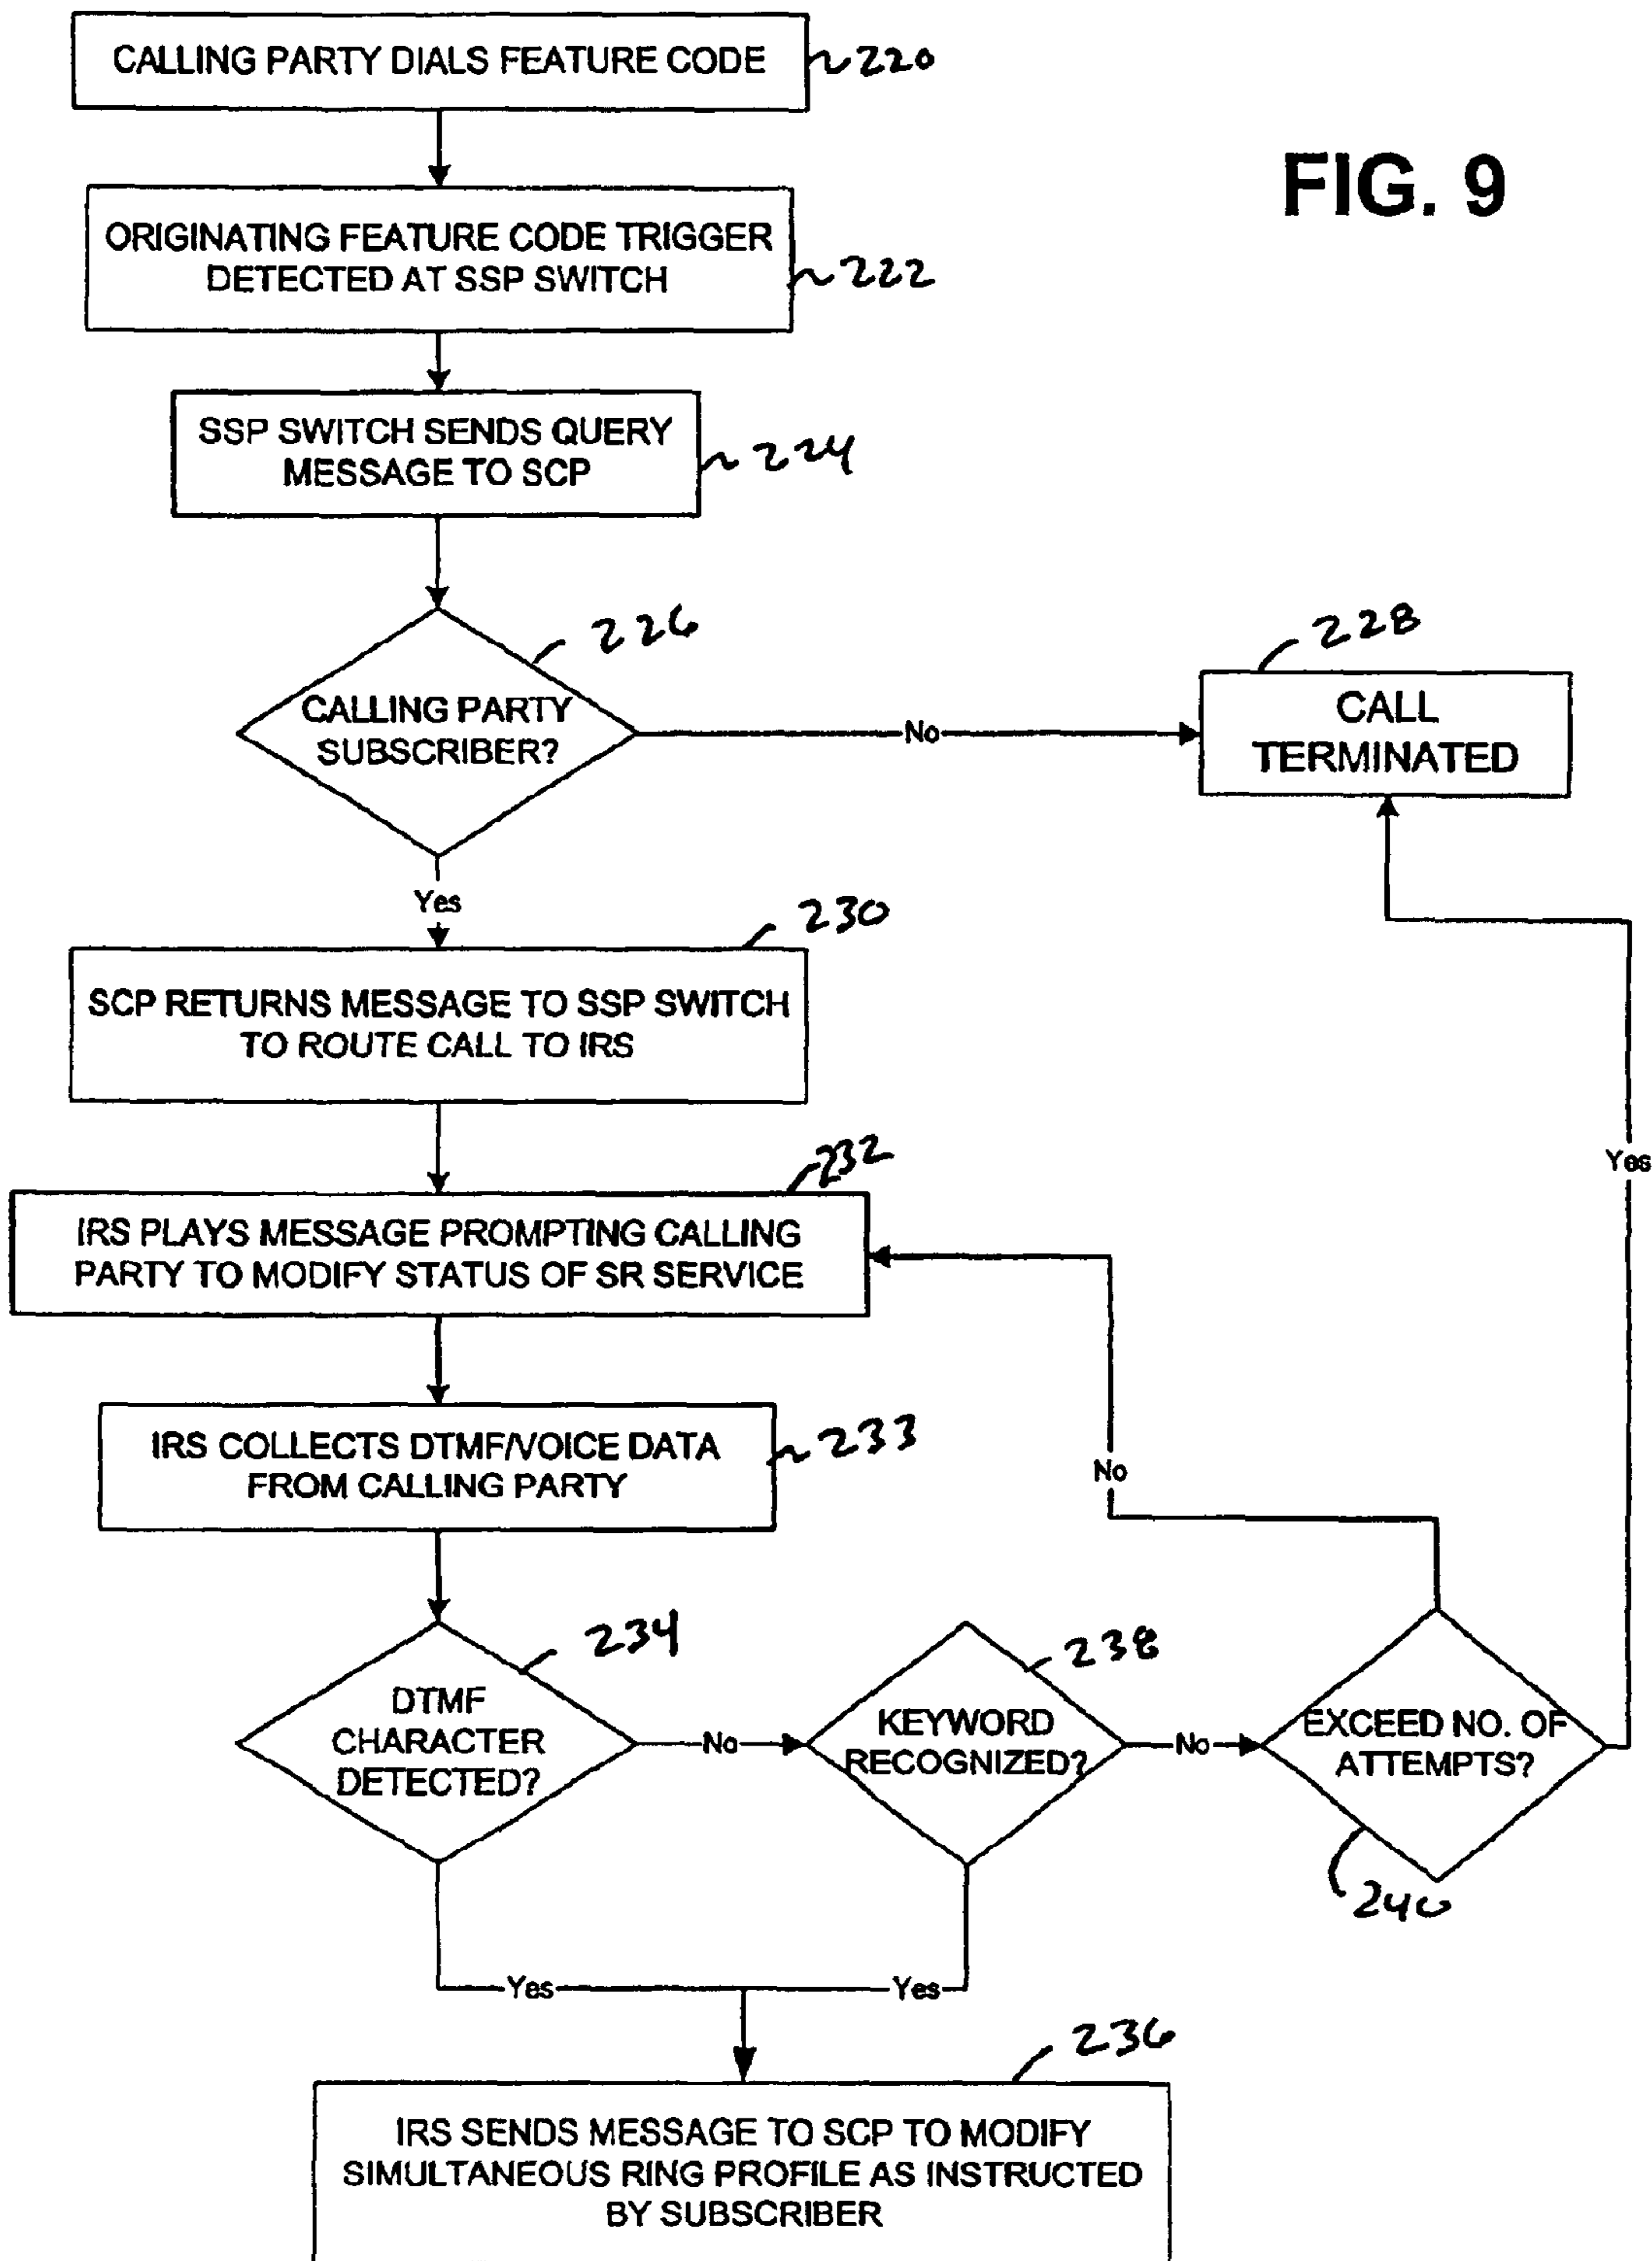 CALLING PARTY DIALS FEATURE CODE
220
FIG. 9
ORIGINATING FEATURE CODE TRIGGER
DETECTED AT SSP SWITCH
222
SSP SWITCH SENDS QUERY
MESSAGE TO SCP
224
226
CALLING PARTY
SUBSCRIBER?
No
228
CALL
TERMINATED
Yes
230
SCP RETURNS MESSAGE TO SSP SWITCH
TO ROUTE CALL TO IRS
Yes
232
IRS PLAYS MESSAGE PROMPTING CALLING
PARTY TO MODIFY STATUS OF SR SERVICE
IRS COLLECTS DTMF/VOICE DATA
FROM CALLING PARTY
233
No
234
DTMF
CHARACTER
DETECTED?
No
238
KEYWORD
RECOGNIZED?
No
EXCEED NO. OF
ATTEMPTS?
240
Yes
Yes
236
IRS SENDS MESSAGE TO SCP TO MODIFY
SIMULTANEOUS RING PROFILE AS INSTRUCTED
BY SUBSCRIBER